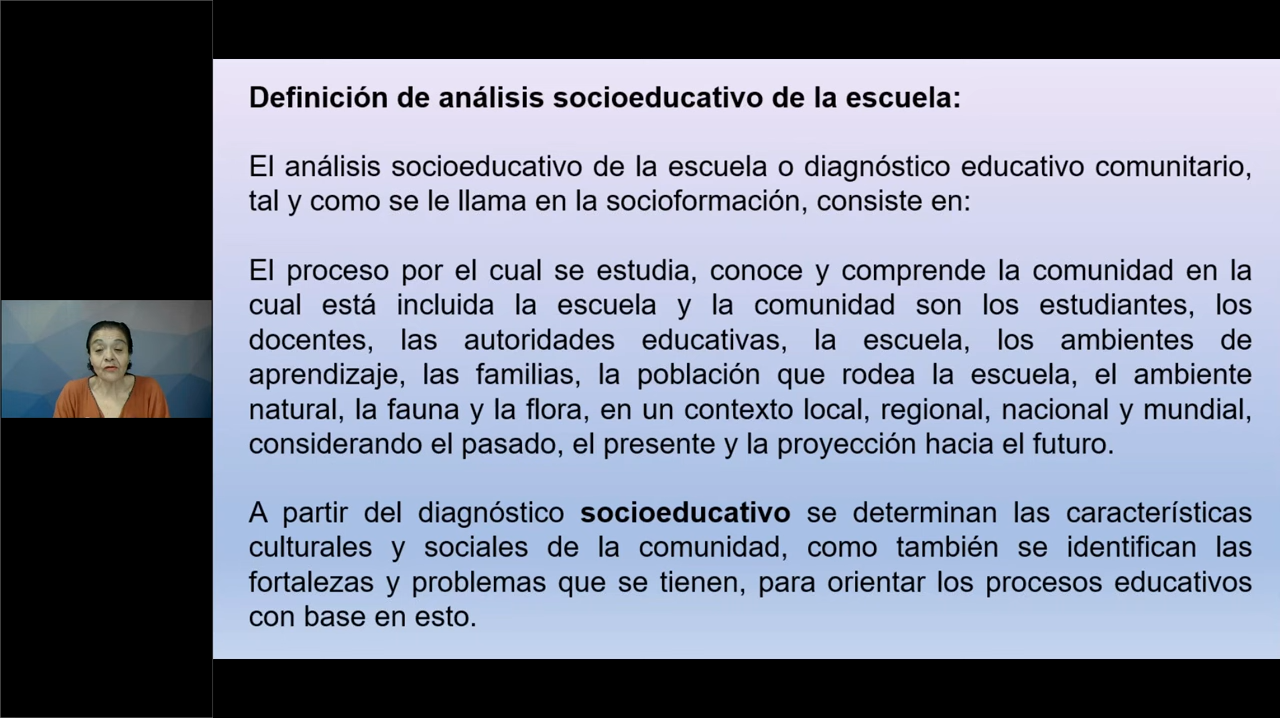 Definición de análisis socioeducativo de la escuela:
El análisis socioeducativo de la escuela o diagnóstico educativo comunitario,
tal y como se le llama en la socioformación, consiste en:
El proceso por el cual se estudia, conoce y comprende la comunidad en la
cual está incluida la escuela y la comunidad son los estudiantes, los
docentes, las autoridades educativas, la escuela, los ambientes de
aprendizaje, las familias, la población que rodea la escuela, el ambiente
natural, la fauna y la flora, en un contexto local, regional, nacional y mundial,
considerando el pasado, el presente y la proyección hacia el futuro.
A partir del diagnóstico socioeducativo se determinan las características
culturales y sociales de la comunidad, como también se identifican las
fortalezas y problemas que se tienen, para orientar los procesos educativos
con base en esto.